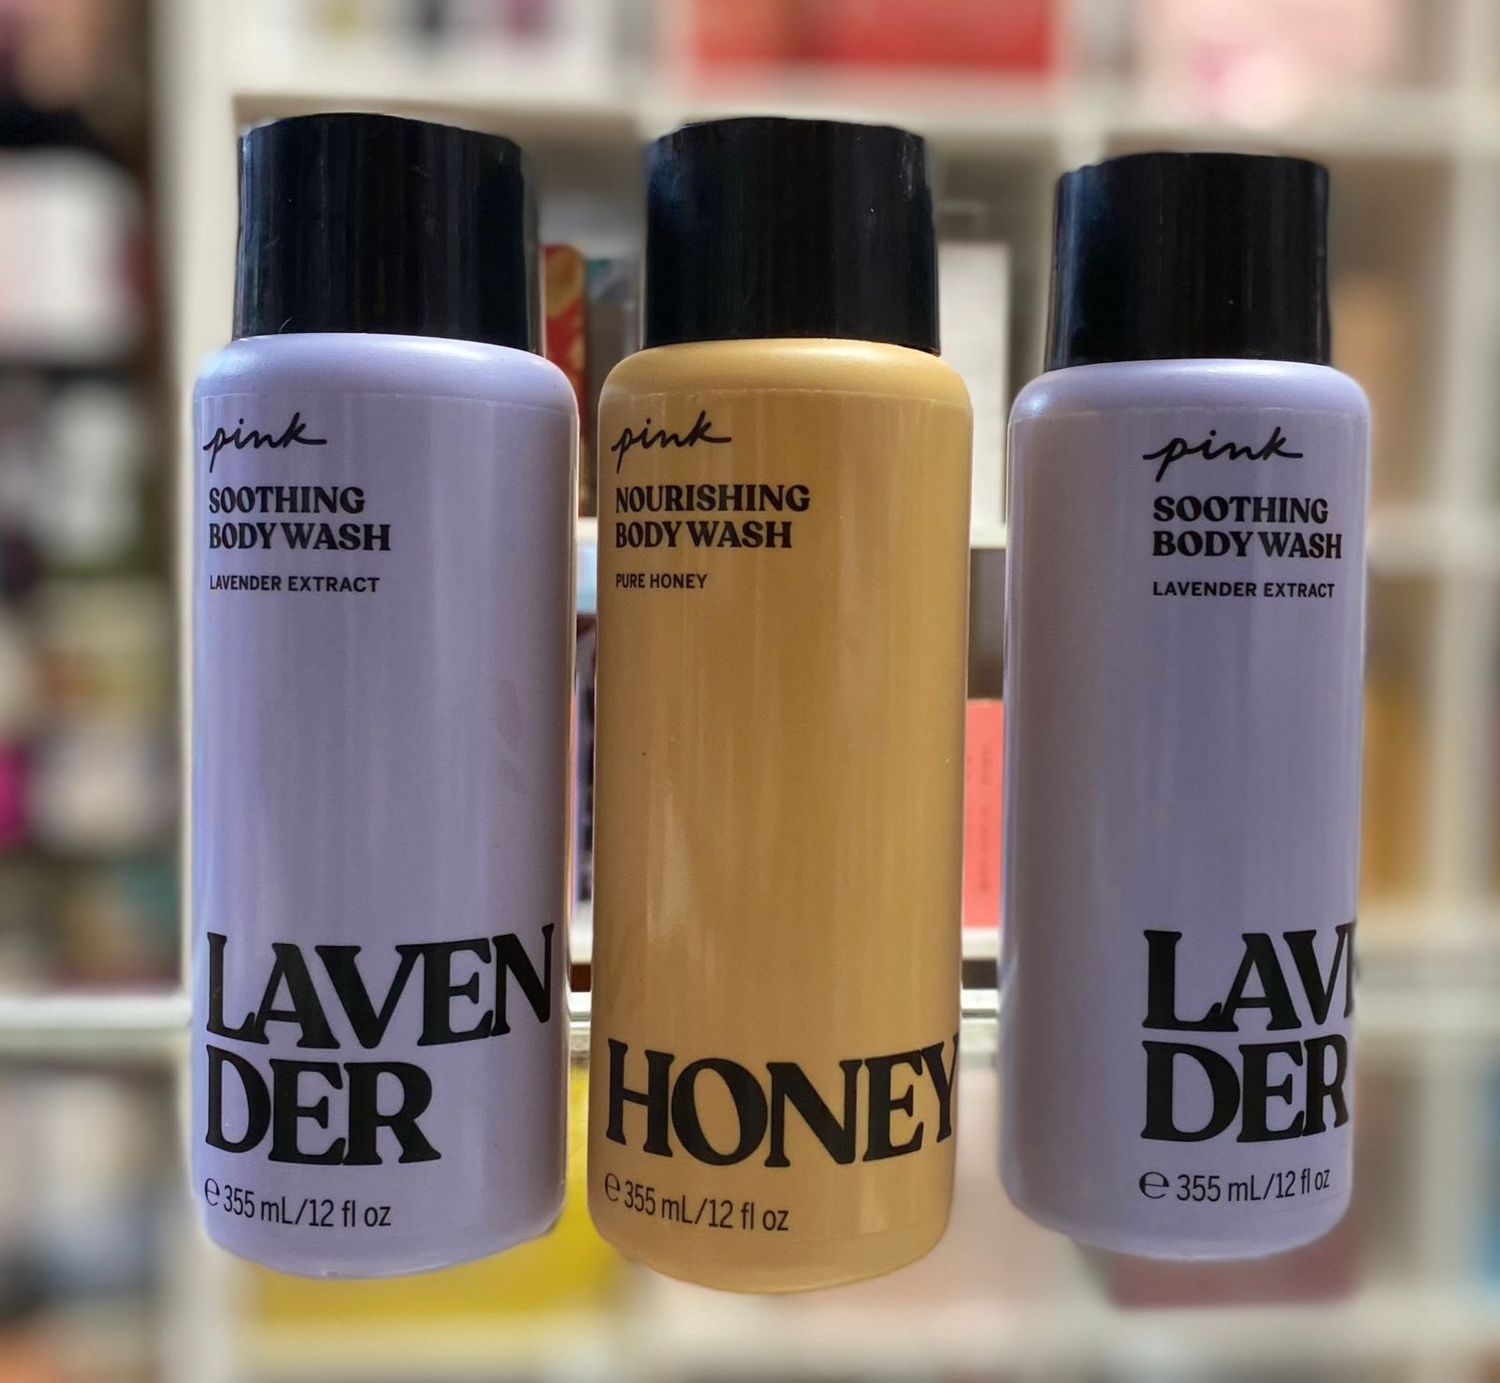 pink
SOOTHING
BODY WASH
LAVENDER EXTRACT
LAVEN
DER
℮ 355 mL/12 fl oz
pink
NOURISHING
BODY WASH
PURE HONEY
HONEY
℮ 355 mL/12 fl oz
pink
SOOTHING
BODY WASH
LAVENDER EXTRACT
LAVE
DER
℮ 355 mL/12 fl oz